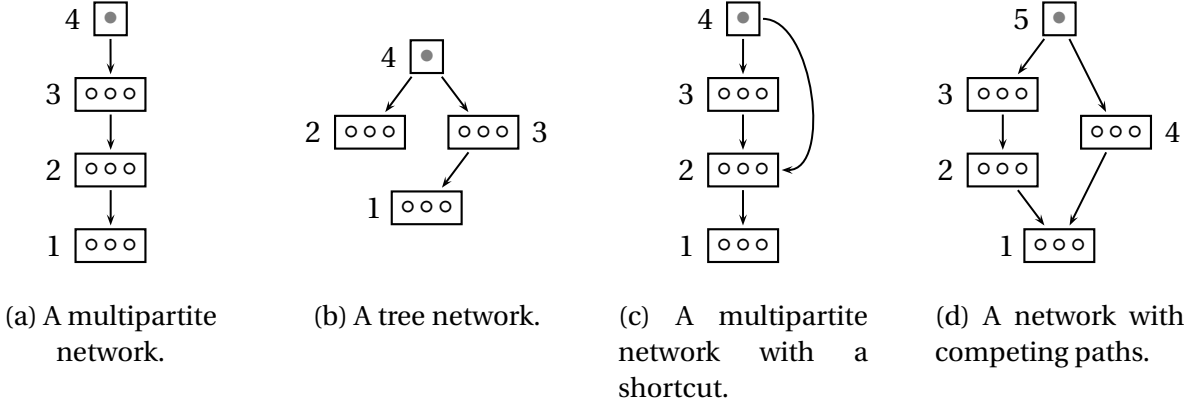 4
3
2
1
4
2
3
1
4
3
2
1
5
3
4
2
1
(a) A multipartite
network.
(b) A tree network.
(c) A multipartite
network with a
shortcut.
(d) A network with
competing paths.